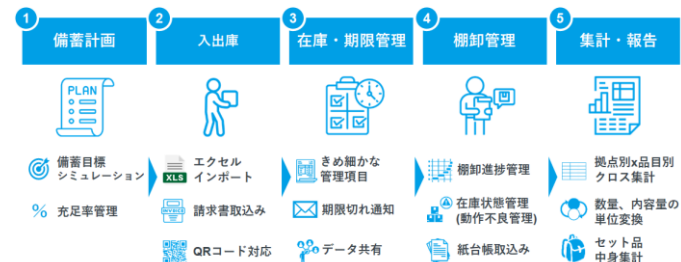 1
備蓄計画
2
入出庫
3
在庫・期限管理
4
棚卸管理
5
集計・報告
PLAN
備蓄目標
シミュレーション
% 充足率管理
XLS
エクセル
インポート
INVOICE
請求書取込み
QRコード対応
きめ細かな
管理項目
期限切れ通知
データ共有
棚卸進捗管理
在庫状態管理
(動作不良管理)
紙台帳取込み
拠点別x品目別
クロス集計
数量、内容量の
単位変換
セット品
中身集計